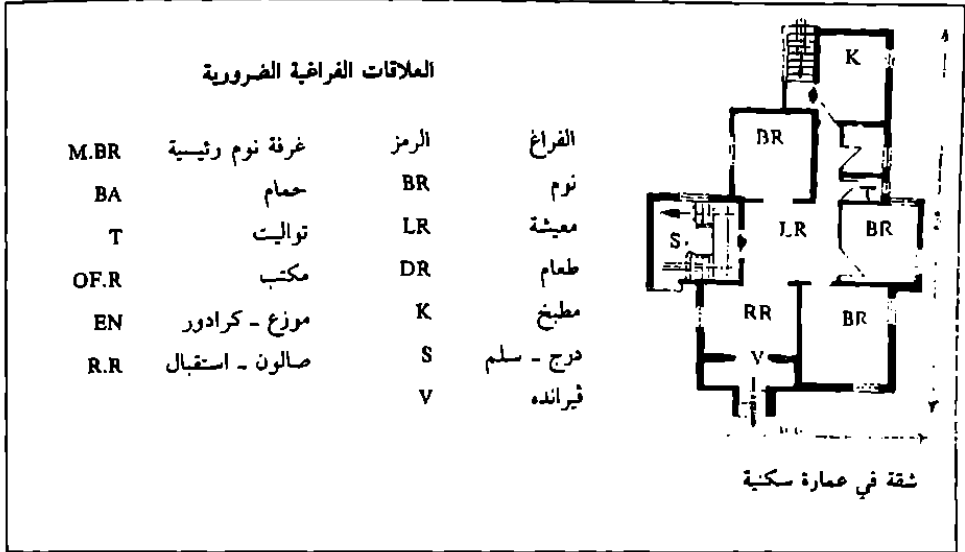 العلاقات الفراغية الضرورية
الفراغ الرمز غرفة نوم رئيسية M.BR
نوم BR حمام BA
معيشة LR تواليت T
طعام DR مكتب OF.R
مطبخ K موزع ـ كرادور EN
درج ـ سلم S صالون ـ استقبال R.R
ڤيرانده V
K
BR
T
S
LR
BR
RR
BR
V
شقة في عمارة سكنية